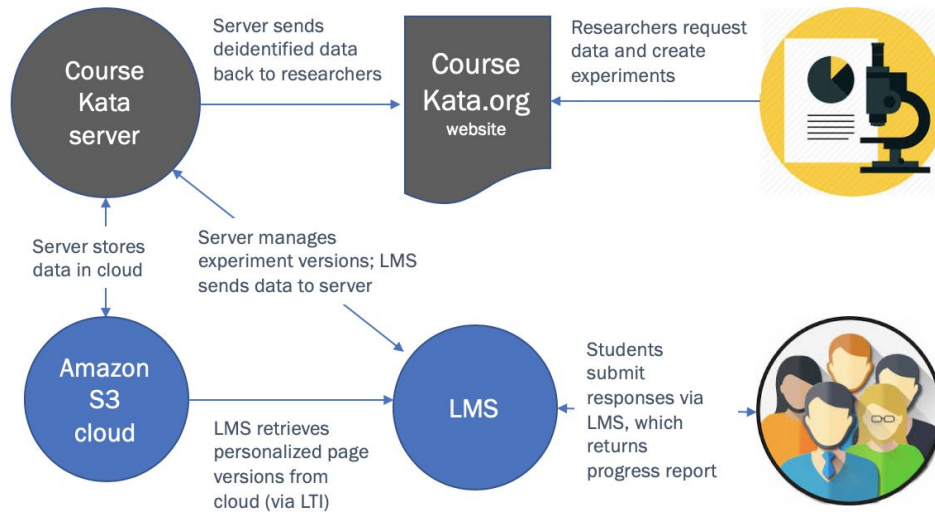 Course
Kata
server
Server sends
deidentified data
back to researchers
Course
Kata.org
website
Researchers request
data and create
experiments
Server stores
data in cloud
Server manages
experiment versions; LMS
sends data to server
Amazon
S3
cloud
LMS retrieves
personalized page
versions from
cloud (via LTI)
LMS
Students
submit
responses via
LMS, which
returns
progress report